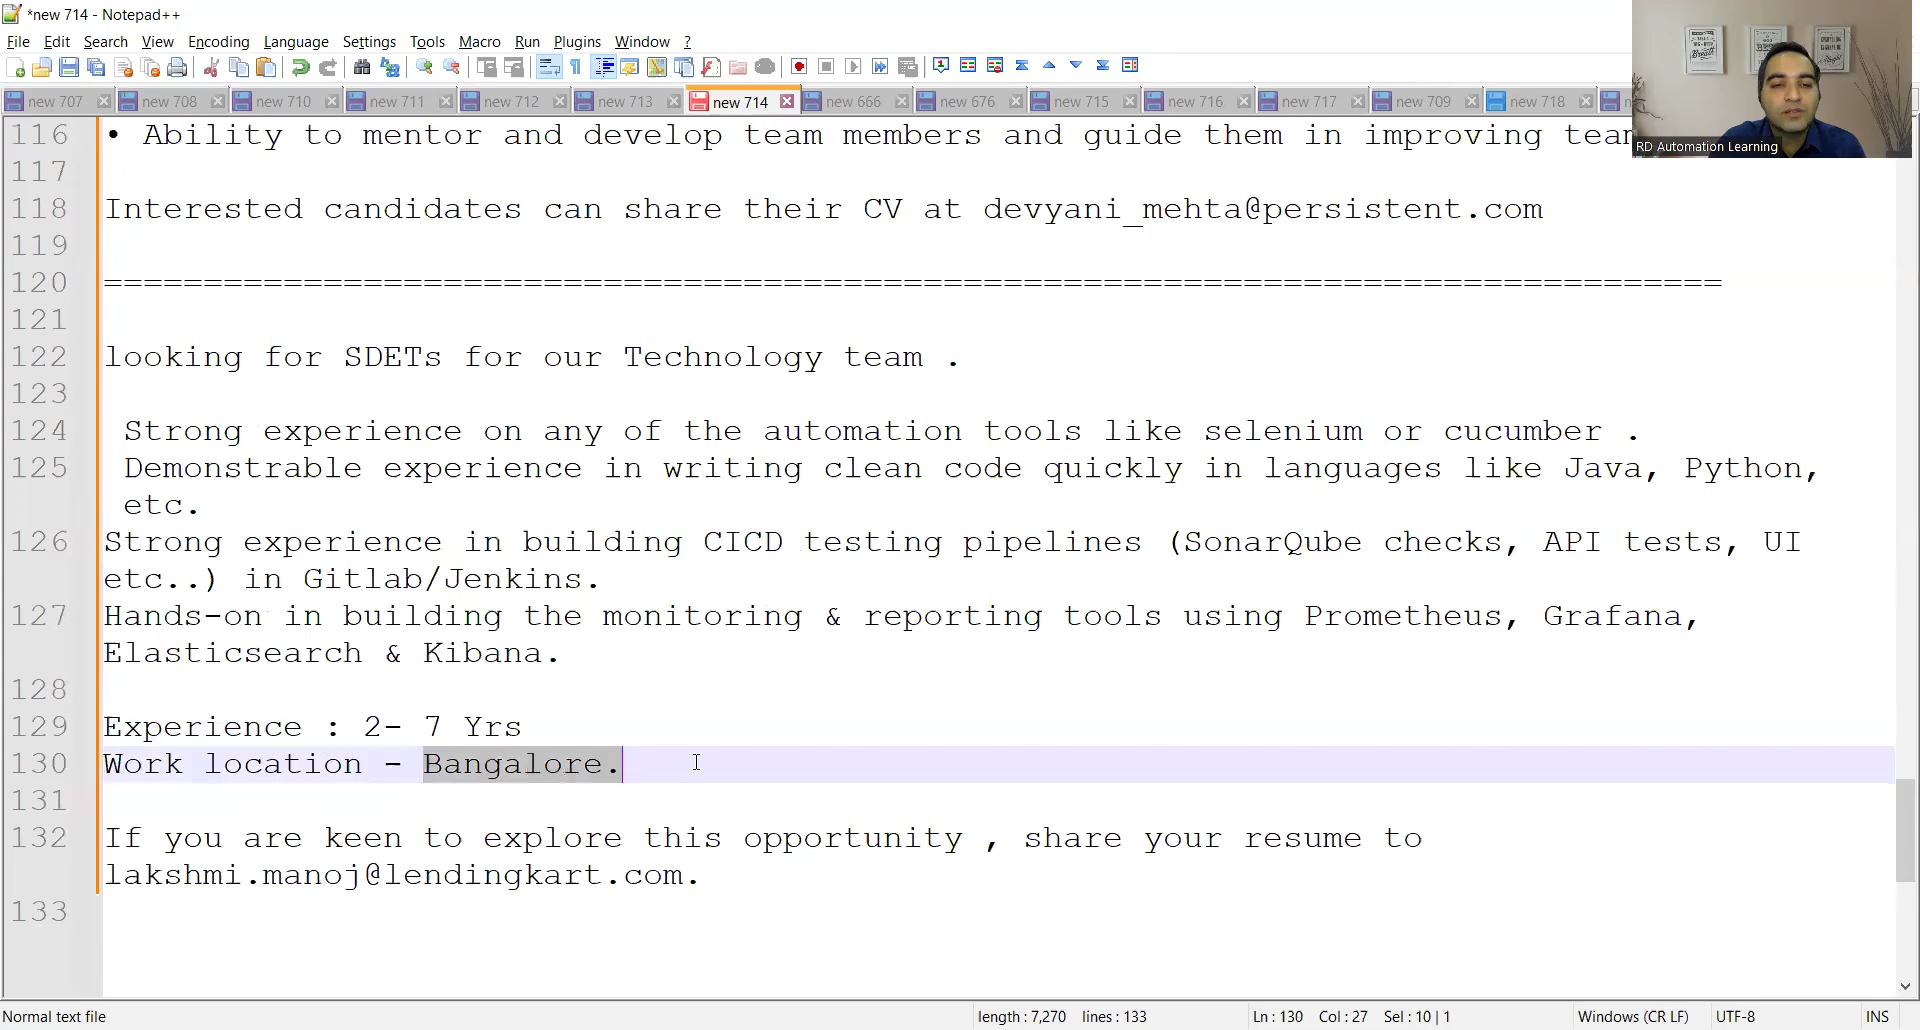 *new 714 - Notepad++
File Edit Search View Encoding Language Settings Tools Macro Run Plugins Window ?
new 707 new 708 new 710 new 711 new 712 new 713 new 714 new 666 new 676 new 715 new 716 new 717 new 709 new 718
116 • Ability to mentor and develop team members and guide them in improving team
RD Automation Learning
117
118 Interested candidates can share their CV at devyani_mehta@persistent.com
119
120 =================================================================================
121
122 looking for SDETs for our Technology team .
123
124 Strong experience on any of the automation tools like selenium or cucumber .
125 Demonstrable experience in writing clean code quickly in languages like Java, Python,
etc.
126 Strong experience in building CICD testing pipelines (SonarQube checks, API tests, UI
etc..) in Gitlab/Jenkins.
127 Hands-on in building the monitoring & reporting tools using Prometheus, Grafana,
Elasticsearch & Kibana.
128
129 Experience : 2- 7 Yrs
130 Work location - Bangalore.
131
132 If you are keen to explore this opportunity , share your resume to
lakshmi.manoj@lendingkart.com.
133
Normal text file length : 7,270 lines : 133 Ln : 130 Col : 27 Sel : 10 | 1 Windows (CR LF) UTF-8 INS